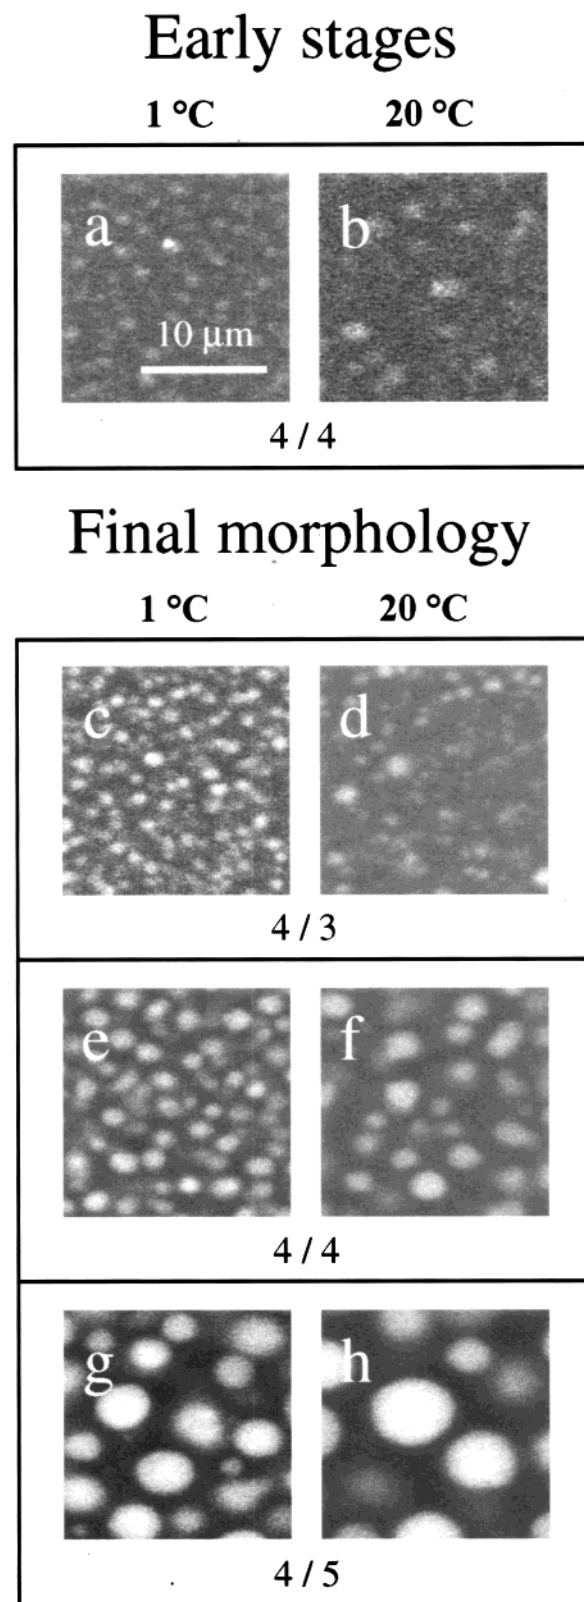 Early stages
1 °C 20 °C
a b
10 μm
4 / 4
Final morphology
1 °C 20 °C
c d
4 / 3
e f
4 / 4
g h
4 / 5